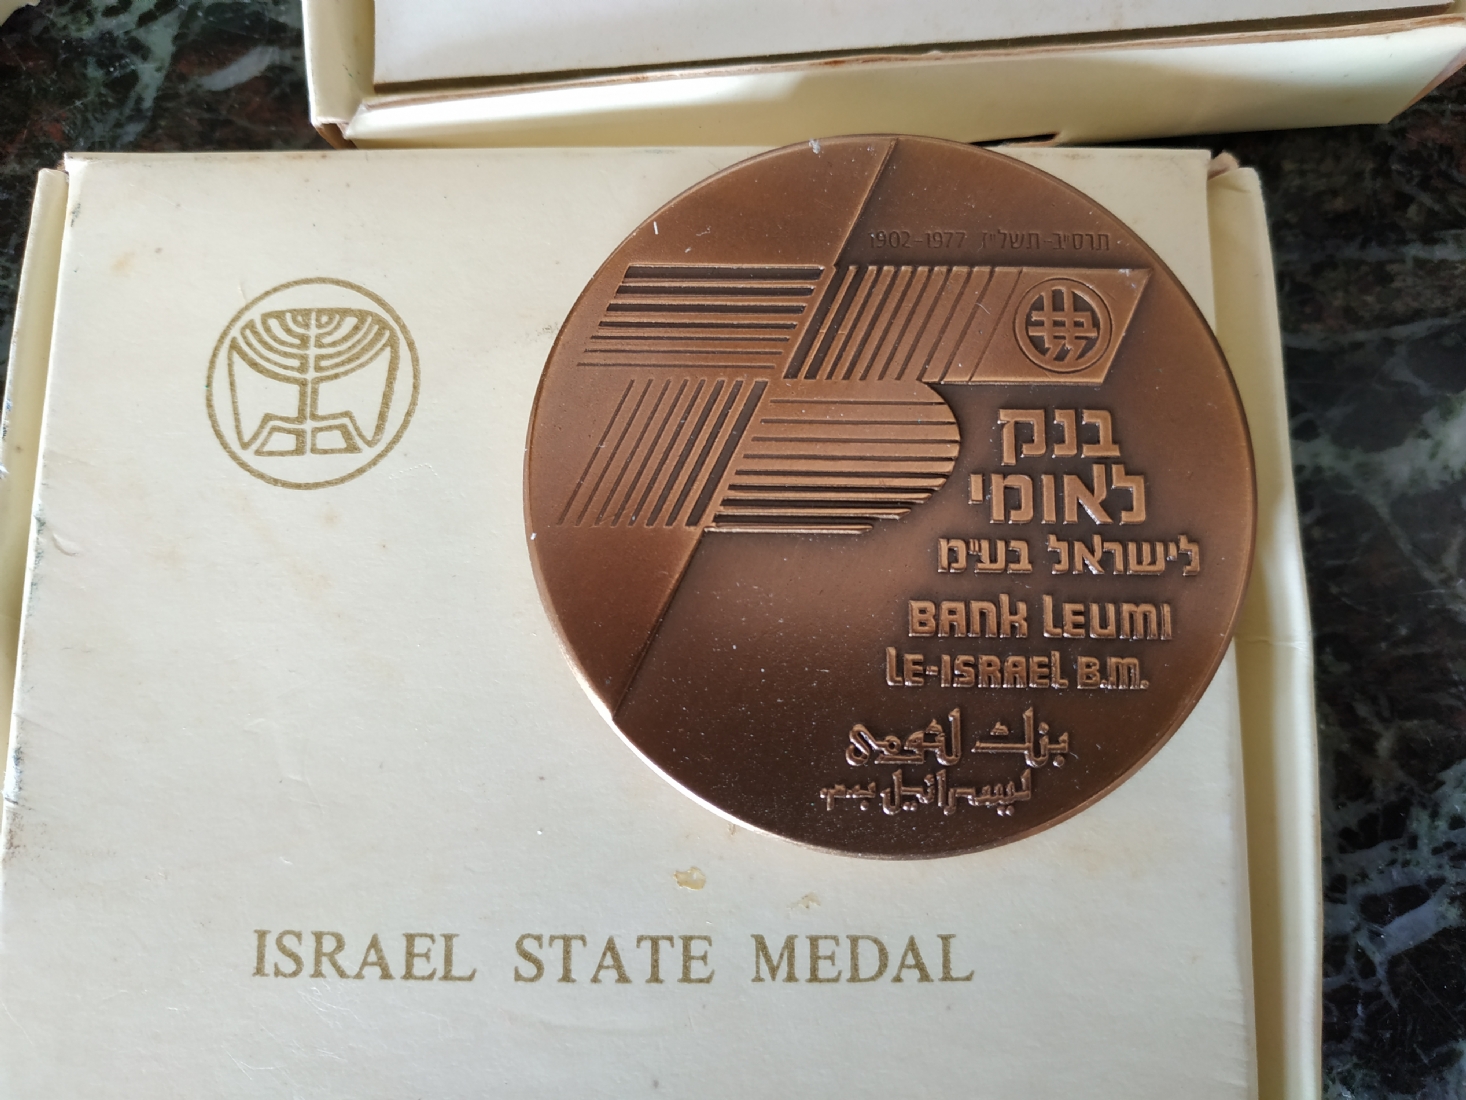 תרס״ב-תשל״ז 1902-1977
בנק
לאומי
לישראל בע״מ
BANK LEUMI
LE-ISRAEL B.M.
بنك لئومي
ليسرائيل ب.م.
ISRAEL STATE MEDAL